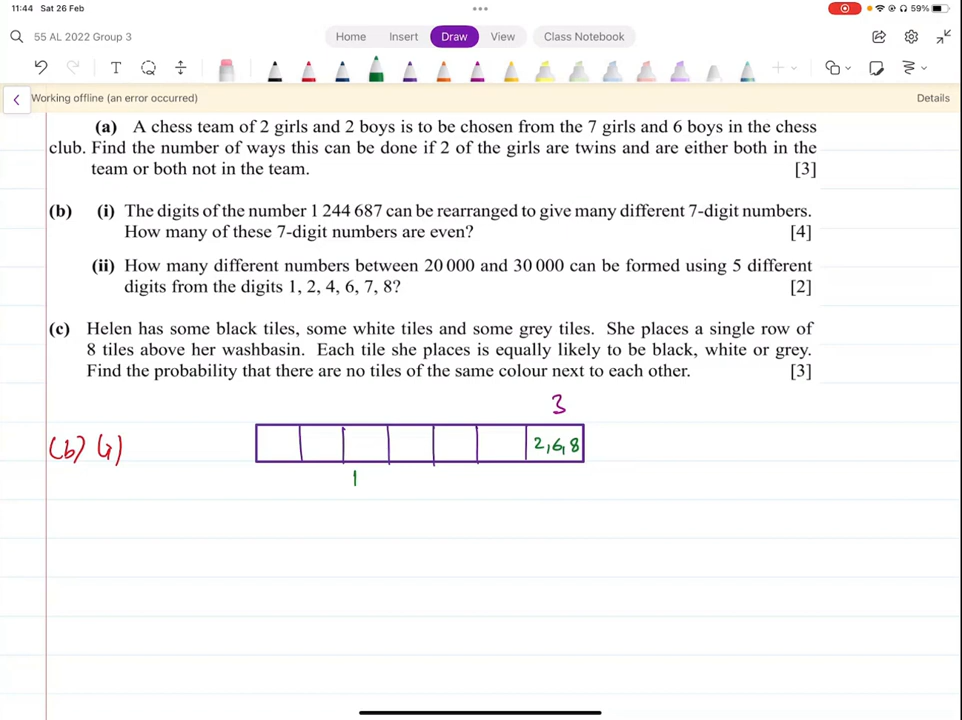 11:44 Sat 26 Feb
59%
55 AL 2022 Group 3
Home Insert Draw View Class Notebook
Working offline (an error occurred) Details
(a) A chess team of 2 girls and 2 boys is to be chosen from the 7 girls and 6 boys in the chess
club. Find the number of ways this can be done if 2 of the girls are twins and are either both in the
team or both not in the team. [3]
(b) (i) The digits of the number 1 244 687 can be rearranged to give many different 7-digit numbers.
How many of these 7-digit numbers are even? [4]
(ii) How many different numbers between 20 000 and 30 000 can be formed using 5 different
digits from the digits 1, 2, 4, 6, 7, 8? [2]
(c) Helen has some black tiles, some white tiles and some grey tiles. She places a single row of
8 tiles above her washbasin. Each tile she places is equally likely to be black, white or grey.
Find the probability that there are no tiles of the same colour next to each other. [3]
3
(b) (i) 2,6,8
1